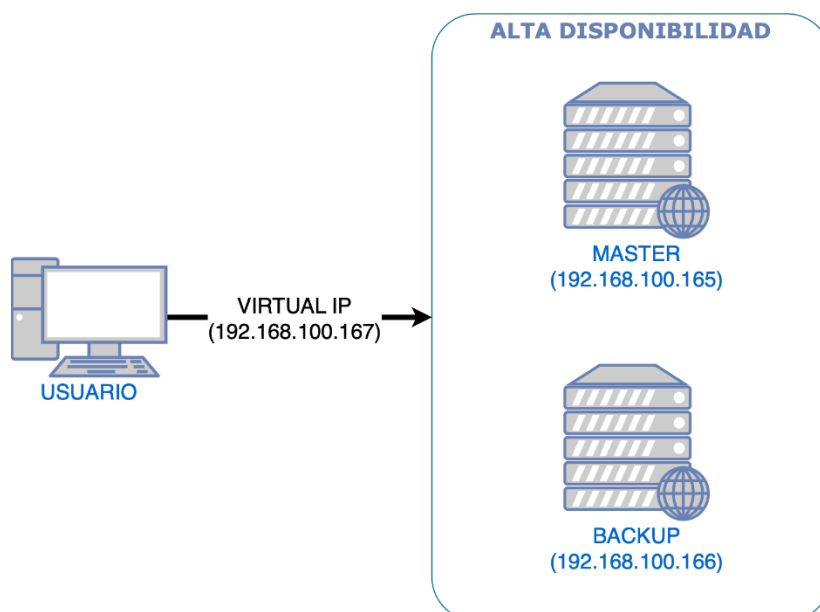 ALTA DISPONIBILIDAD
MASTER
(192.168.100.165)
VIRTUAL IP
(192.168.100.167)
USUARIO
BACKUP
(192.168.100.166)